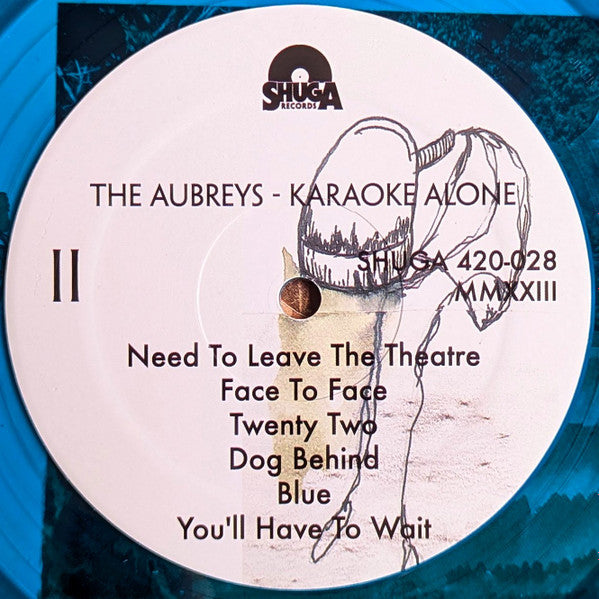 SHUGA
RECORDS
THE AUBREYS - KARAOKE ALONE
II
SHUGA 420-028
MMXXIII
Need To Leave The Theatre
Face To Face
Twenty Two
Dog Behind
Blue
You'll Have To Wait